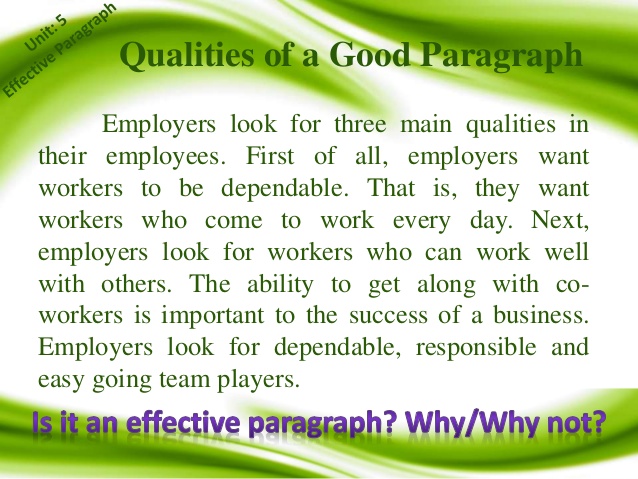 Unit: 5
Effective Paragraph
Qualities of a Good Paragraph
Employers look for three main qualities in
their employees. First of all, employers want
workers to be dependable. That is, they want
workers who come to work every day. Next,
employers look for workers who can work well
with others. The ability to get along with co-
workers is important to the success of a business.
Employers look for dependable, responsible and
easy going team players.
Is it an effective paragraph? Why/Why not?